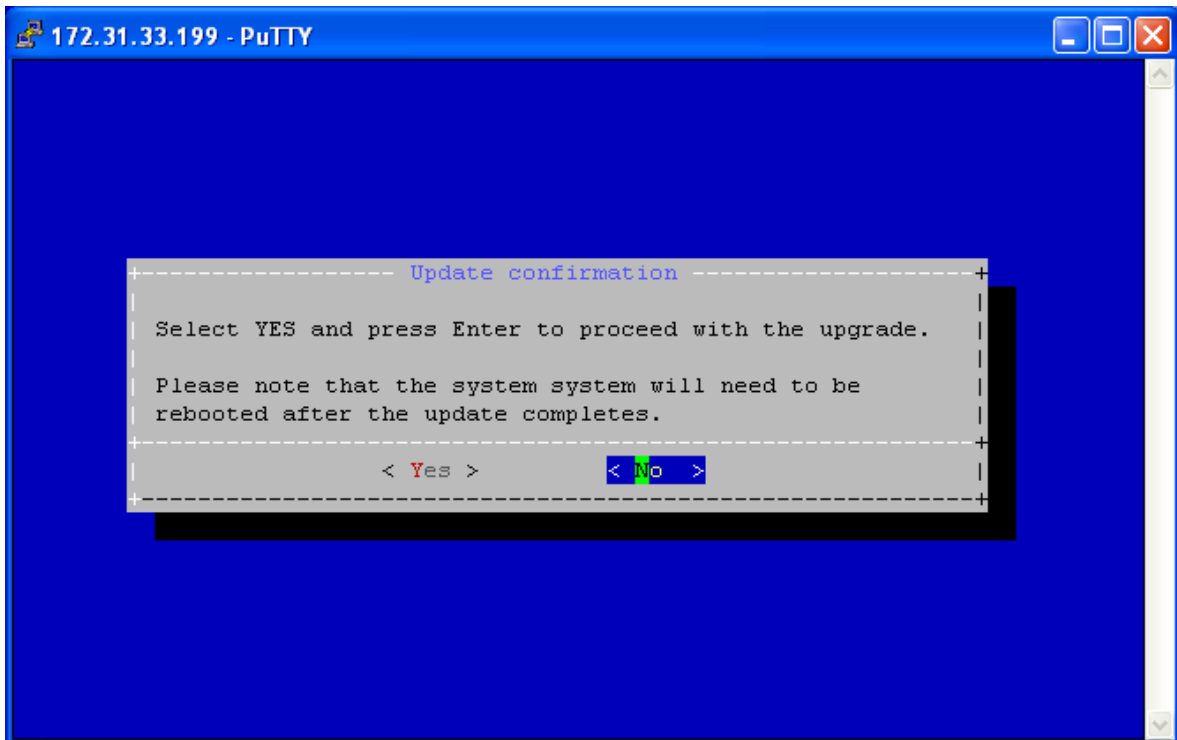 172.31.33.199 - PuTTY
Update confirmation
Select YES and press Enter to proceed with the upgrade.
Please note that the system system will need to be
rebooted after the update completes.
< Yes > < No >